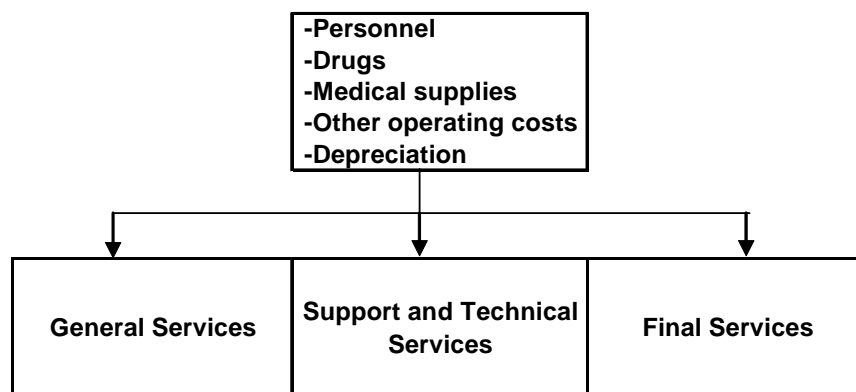 -Personnel
-Drugs
-Medical supplies
-Other operating costs
-Depreciation
General Services
Support and Technical
Services
Final Services